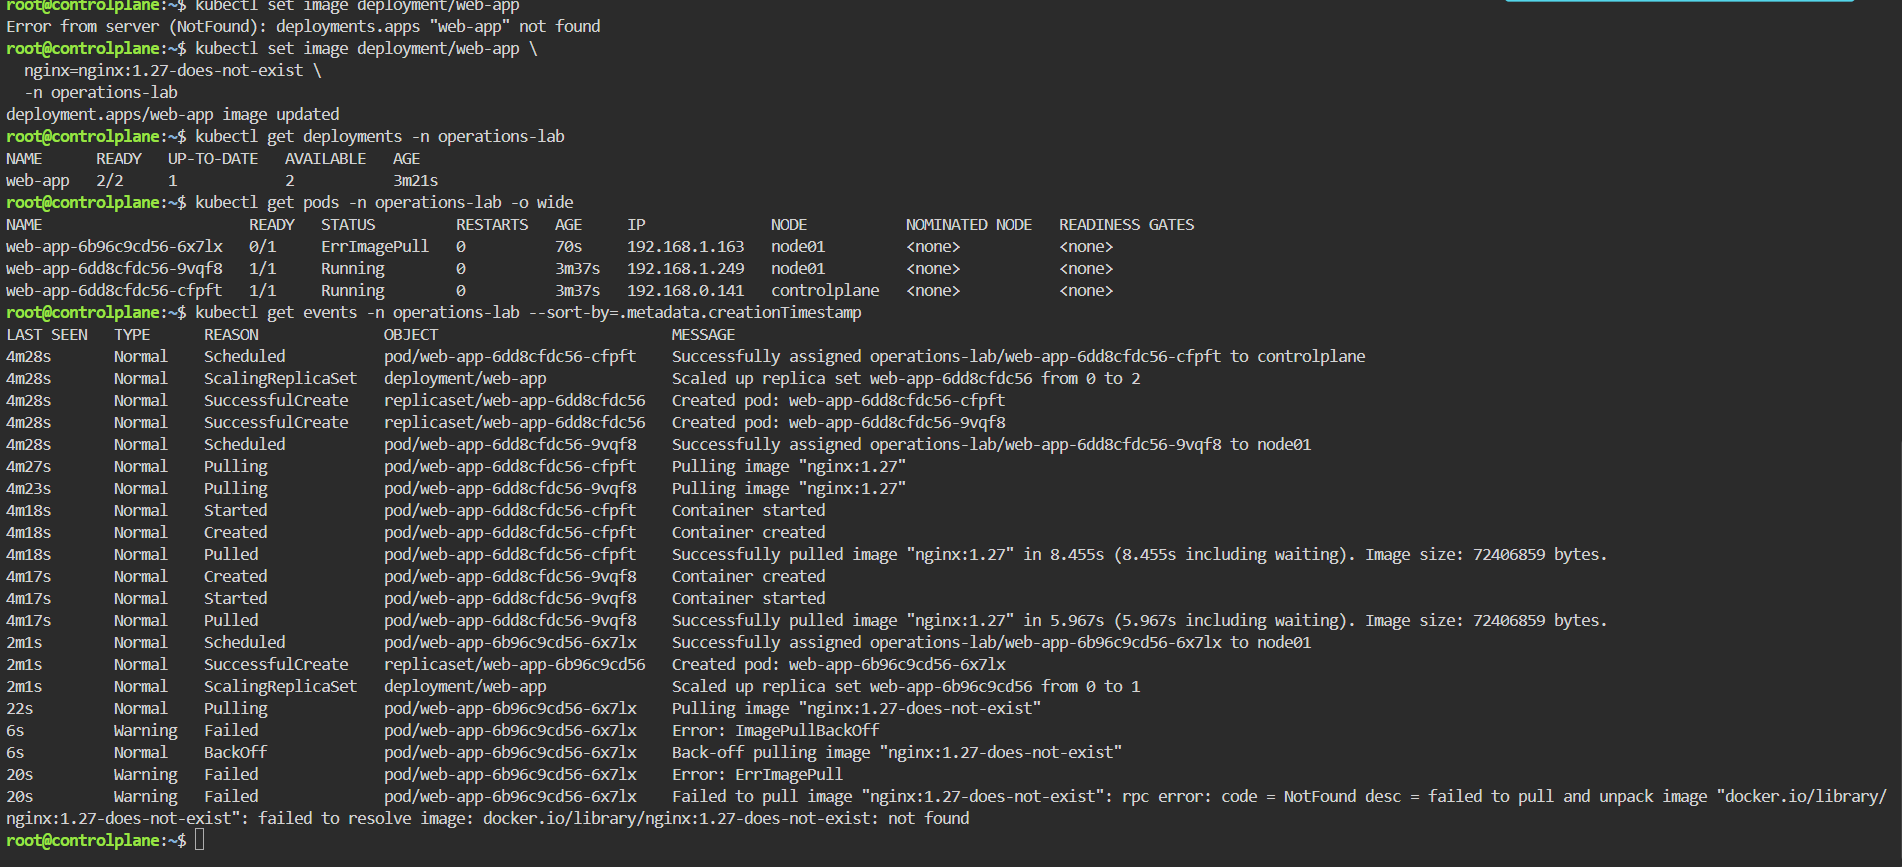 root@controlplane:~$ kubectl set image deployment/web-app
Error from server (NotFound): deployments.apps "web-app" not found
root@controlplane:~$ kubectl set image deployment/web-app \
  nginx=nginx:1.27-does-not-exist \
  -n operations-lab
deployment.apps/web-app image updated
root@controlplane:~$ kubectl get deployments -n operations-lab
NAME      READY   UP-TO-DATE   AVAILABLE   AGE
web-app   2/2     1            2           3m21s
root@controlplane:~$ kubectl get pods -n operations-lab -o wide
NAME                       READY   STATUS         RESTARTS   AGE     IP              NODE           NOMINATED NODE   READINESS GATES
web-app-6b96c9cd56-6x7lx   0/1     ErrImagePull   0          70s     192.168.1.163   node01         <none>           <none>
web-app-6dd8cfdc56-9vqf8   1/1     Running        0          3m37s   192.168.1.249   node01         <none>           <none>
web-app-6dd8cfdc56-cfpft   1/1     Running        0          3m37s   192.168.0.141   controlplane   <none>           <none>
root@controlplane:~$ kubectl get events -n operations-lab --sort-by=.metadata.creationTimestamp
LAST SEEN   TYPE      REASON              OBJECT                          MESSAGE
4m28s       Normal    Scheduled           pod/web-app-6dd8cfdc56-cfpft    Successfully assigned operations-lab/web-app-6dd8cfdc56-cfpft to controlplane
4m28s       Normal    ScalingReplicaSet   deployment/web-app              Scaled up replica set web-app-6dd8cfdc56 from 0 to 2
4m28s       Normal    SuccessfulCreate    replicaset/web-app-6dd8cfdc56   Created pod: web-app-6dd8cfdc56-cfpft
4m28s       Normal    SuccessfulCreate    replicaset/web-app-6dd8cfdc56   Created pod: web-app-6dd8cfdc56-9vqf8
4m28s       Normal    Scheduled           pod/web-app-6dd8cfdc56-9vqf8    Successfully assigned operations-lab/web-app-6dd8cfdc56-9vqf8 to node01
4m27s       Normal    Pulling             pod/web-app-6dd8cfdc56-cfpft    Pulling image "nginx:1.27"
4m23s       Normal    Pulling             pod/web-app-6dd8cfdc56-9vqf8    Pulling image "nginx:1.27"
4m18s       Normal    Started             pod/web-app-6dd8cfdc56-cfpft    Container started
4m18s       Normal    Created             pod/web-app-6dd8cfdc56-cfpft    Container created
4m18s       Normal    Pulled              pod/web-app-6dd8cfdc56-cfpft    Successfully pulled image "nginx:1.27" in 8.455s (8.455s including waiting). Image size: 72406859 bytes.
4m17s       Normal    Created             pod/web-app-6dd8cfdc56-9vqf8    Container created
4m17s       Normal    Started             pod/web-app-6dd8cfdc56-9vqf8    Container started
4m17s       Normal    Pulled              pod/web-app-6dd8cfdc56-9vqf8    Successfully pulled image "nginx:1.27" in 5.967s (5.967s including waiting). Image size: 72406859 bytes.
2m1s        Normal    Scheduled           pod/web-app-6b96c9cd56-6x7lx    Successfully assigned operations-lab/web-app-6b96c9cd56-6x7lx to node01
2m1s        Normal    SuccessfulCreate    replicaset/web-app-6b96c9cd56   Created pod: web-app-6b96c9cd56-6x7lx
2m1s        Normal    ScalingReplicaSet   deployment/web-app              Scaled up replica set web-app-6b96c9cd56 from 0 to 1
22s         Normal    Pulling             pod/web-app-6b96c9cd56-6x7lx    Pulling image "nginx:1.27-does-not-exist"
6s          Warning   Failed              pod/web-app-6b96c9cd56-6x7lx    Error: ImagePullBackOff
6s          Normal    BackOff             pod/web-app-6b96c9cd56-6x7lx    Back-off pulling image "nginx:1.27-does-not-exist"
20s         Warning   Failed              pod/web-app-6b96c9cd56-6x7lx    Error: ErrImagePull
20s         Warning   Failed              pod/web-app-6b96c9cd56-6x7lx    Failed to pull image "nginx:1.27-does-not-exist": rpc error: code = NotFound desc = failed to pull and unpack image "docker.io/library/
nginx:1.27-does-not-exist": failed to resolve image: docker.io/library/nginx:1.27-does-not-exist: not found
root@controlplane:~$